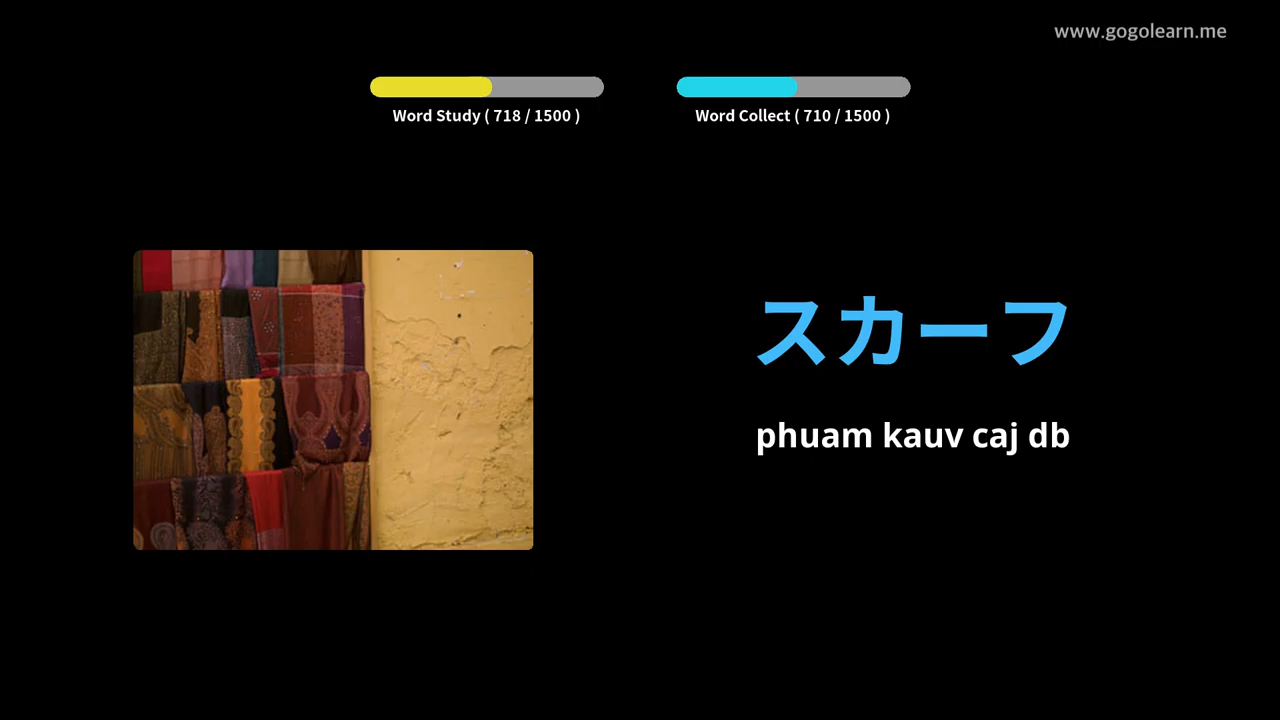 www.gogolearn.me
Word Study ( 718 / 1500 )
Word Collect ( 710 / 1500 )
スカーフ
phuam kauv caj db